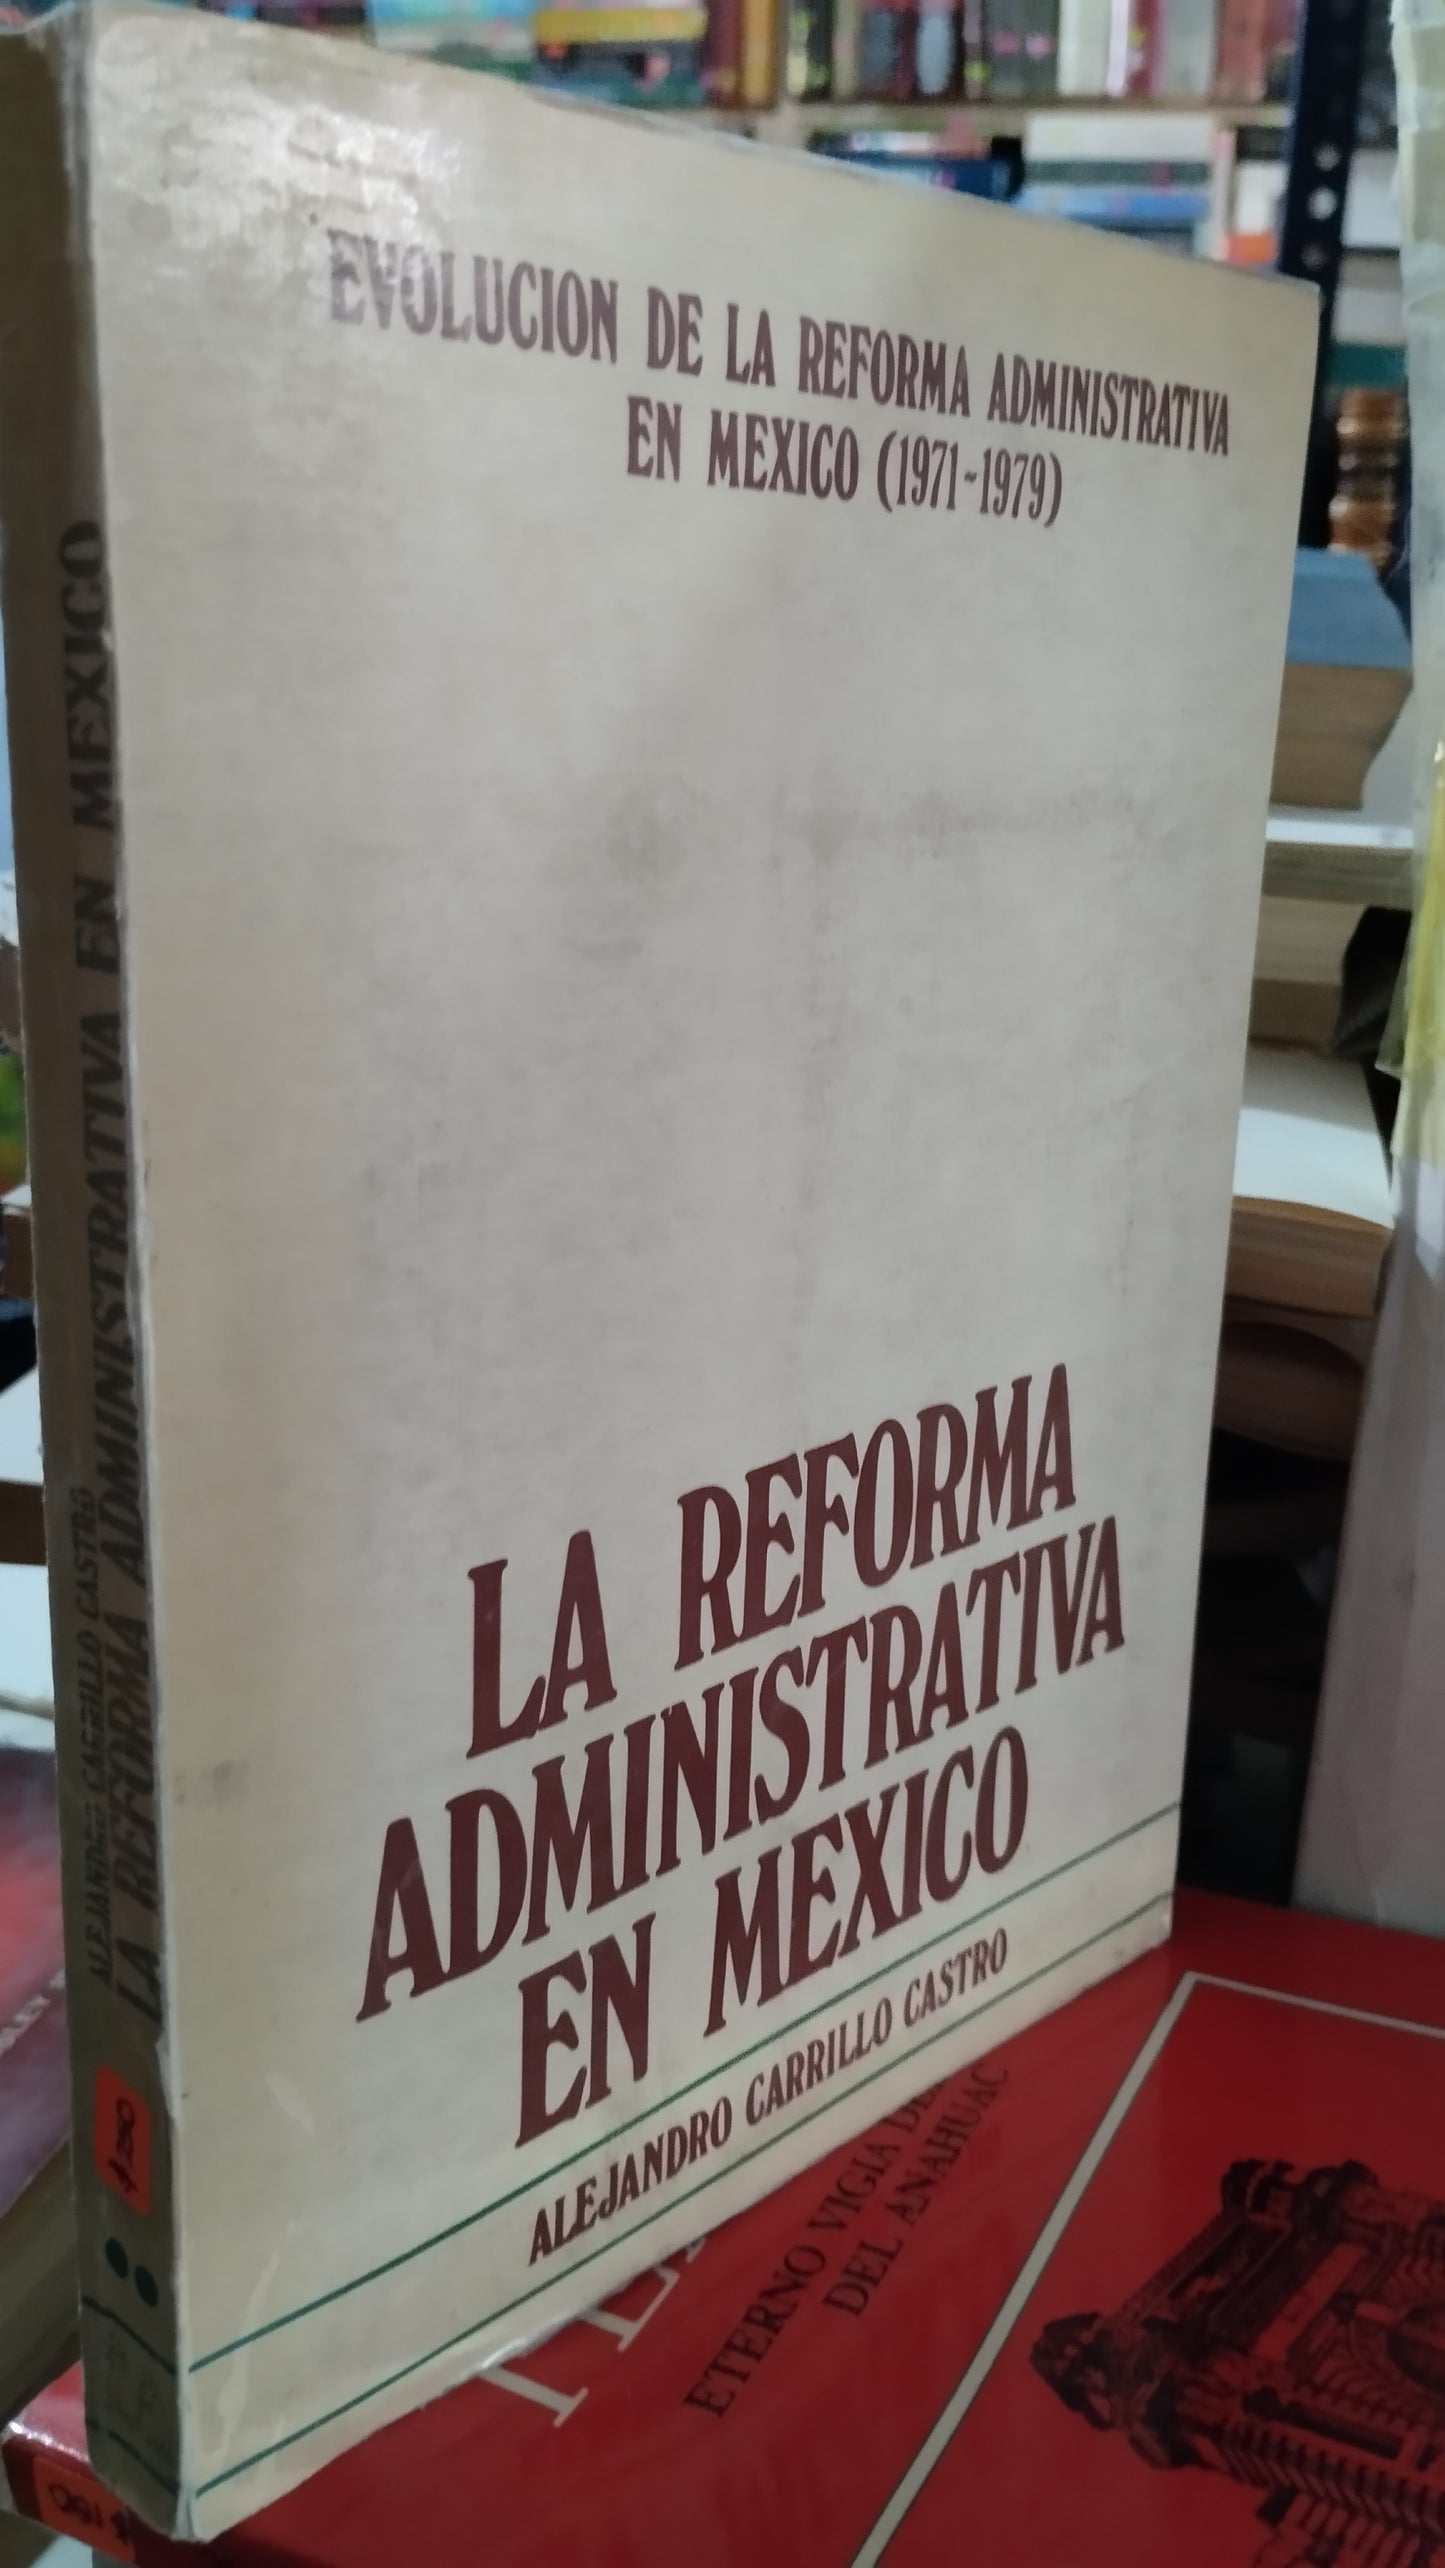 EVOLUCION DE LA REFORMA ADMINISTRATIVA
EN MEXICO (1971-1979)
LA REFORMA
ADMINISTRATIVA
EN MEXICO
ALEJANDRO CARRILLO CASTRO
ALEJANDRO CARRILLO CASTRO
LA REFORMA ADMINISTRATIVA EN MEXICO
ETERNO VIGIA DEL
DEL ANAHUAC